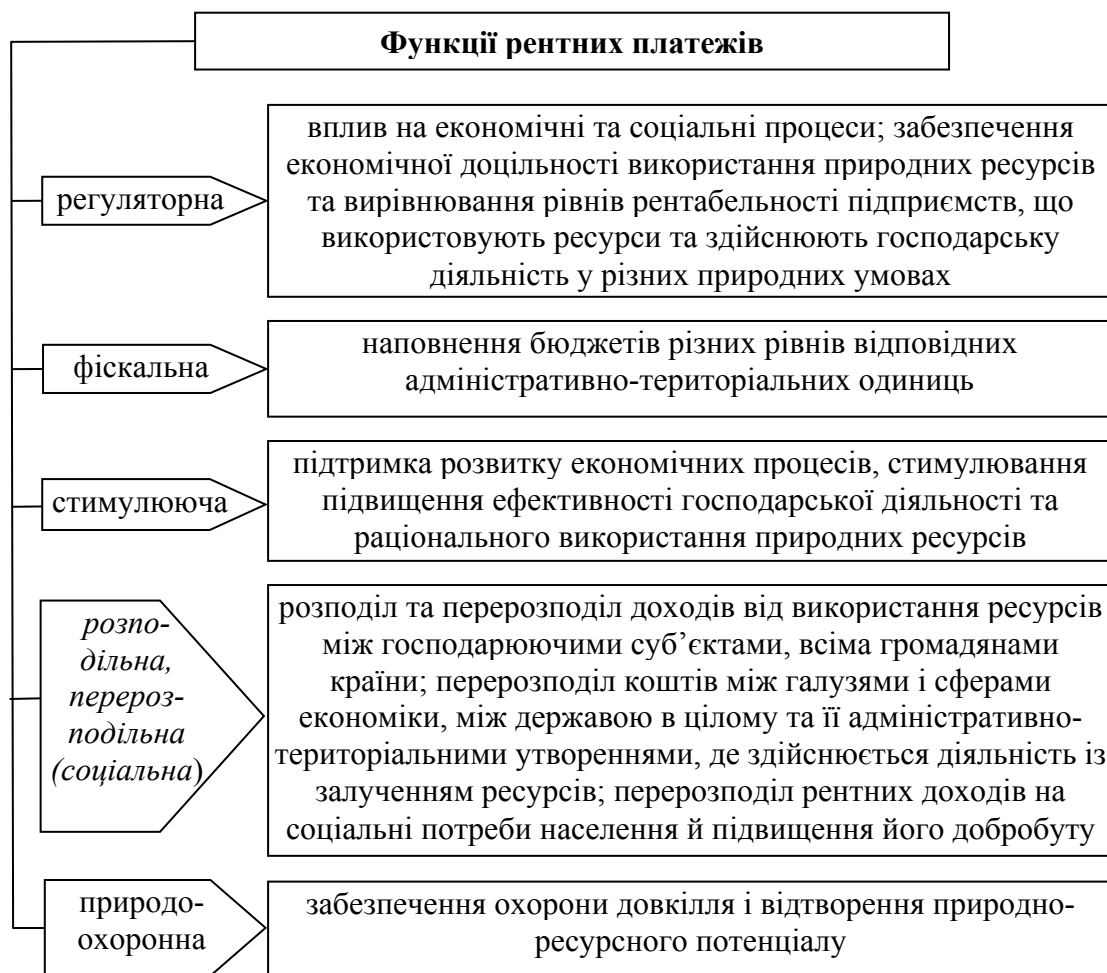 Функції рентних платежів
регуляторна
вплив на економічні та соціальні процеси; забезпечення
економічної доцільності використання природних ресурсів
та вирівнювання рівнів рентабельності підприємств, що
використовують ресурси та здійснюють господарську
діяльність у різних природних умовах
фіскальна
наповнення бюджетів різних рівнів відповідних
адміністративно-територіальних одиниць
стимулююча
підтримка розвитку економічних процесів, стимулювання
підвищення ефективності господарської діяльності та
раціонального використання природних ресурсів
розпо-
дільна,
перероз-
подільна
(соціальна)
розподіл та перерозподіл доходів від використання ресурсів
між господарюючими суб’єктами, всіма громадянами
країни; перерозподіл коштів між галузями і сферами
економіки, між державою в цілому та її адміністративно-
територіальними утвореннями, де здійснюється діяльність із
залученням ресурсів; перерозподіл рентних доходів на
соціальні потреби населення й підвищення його добробуту
природо-
охоронна
забезпечення охорони довкілля і відтворення природно-
ресурсного потенціалу